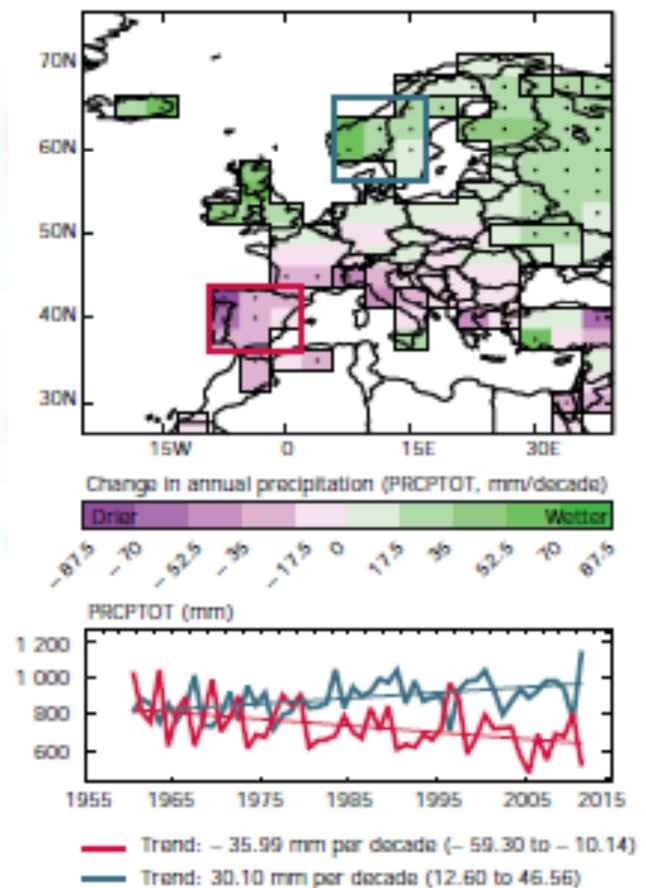 70N
60N
50N
40N
30N
15W 0 15E 30E
Change in annual precipitation (PRCPTOT, mm/decade)
Drier Wetter
– 87.5 – 70 – 52.5 – 35 – 17.5 0 17.5 35 52.5 70 87.5
PRCPTOT (mm)
1 200
1 000
800
600
1955 1965 1975 1985 1995 2005 2015
Trend: – 35.99 mm per decade (– 59.30 to – 10.14)
Trend: 30.10 mm per decade (12.60 to 46.56)